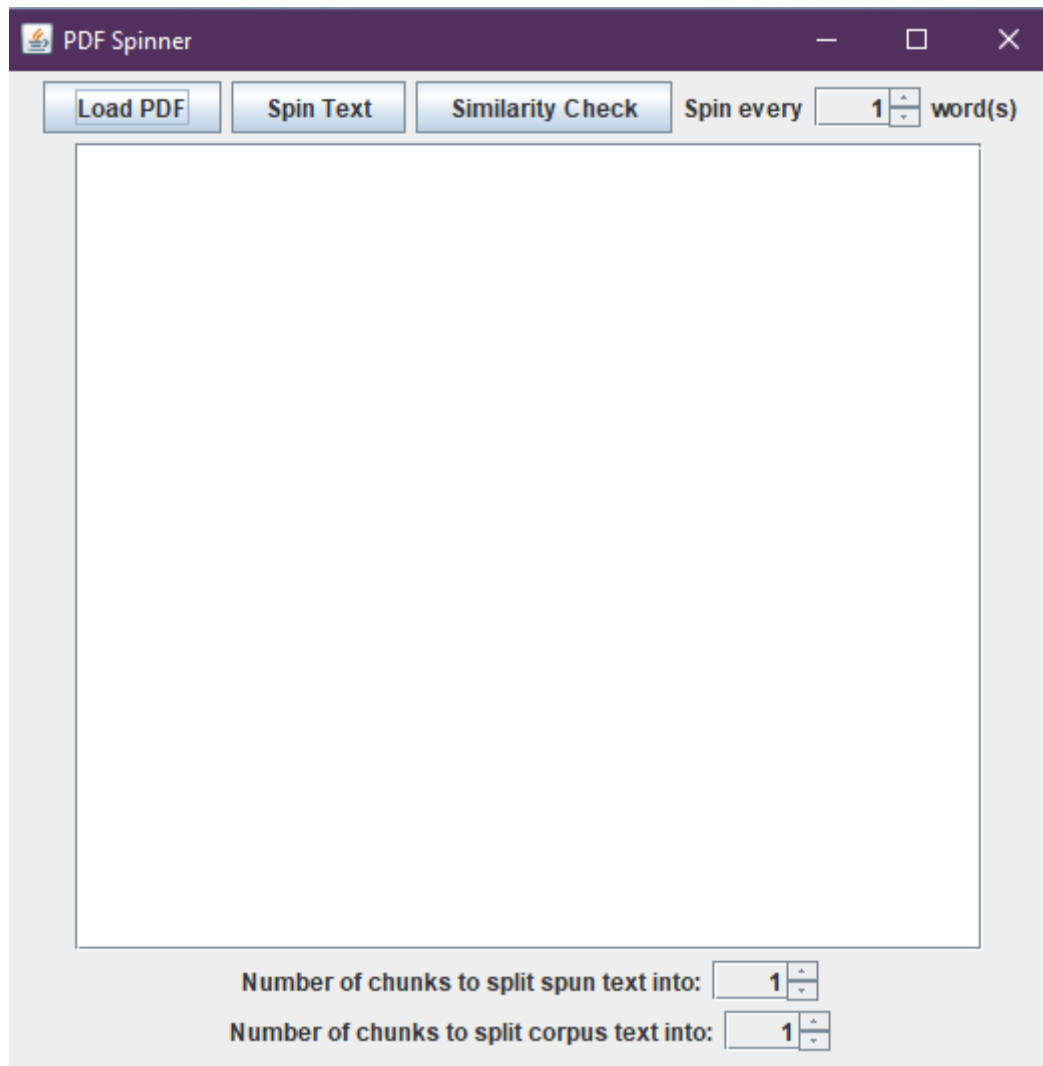 PDF Spinner
Load PDF Spin Text Similarity Check Spin every 1 word(s)
Number of chunks to split spun text into: 1
Number of chunks to split corpus text into: 1